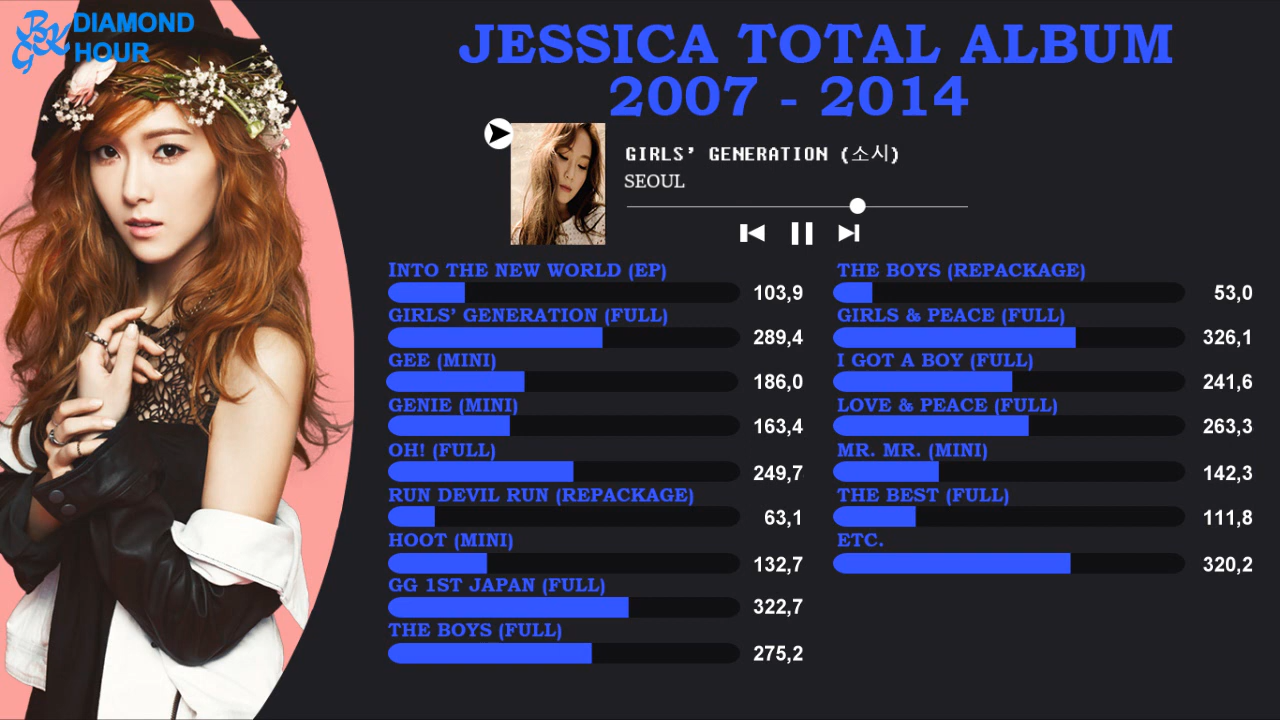 DIAMOND
HOUR
JESSICA TOTAL ALBUM
2007 - 2014
GIRLS' GENERATION (소시)
SEOUL
INTO THE NEW WORLD (EP)
103,9
GIRLS' GENERATION (FULL)
289,4
GEE (MINI)
186,0
GENIE (MINI)
163,4
OH! (FULL)
249,7
RUN DEVIL RUN (REPACKAGE)
63,1
HOOT (MINI)
132,7
GG 1ST JAPAN (FULL)
322,7
THE BOYS (FULL)
275,2
THE BOYS (REPACKAGE)
53,0
GIRLS & PEACE (FULL)
326,1
I GOT A BOY (FULL)
241,6
LOVE & PEACE (FULL)
263,3
MR. MR. (MINI)
142,3
THE BEST (FULL)
111,8
ETC.
320,2